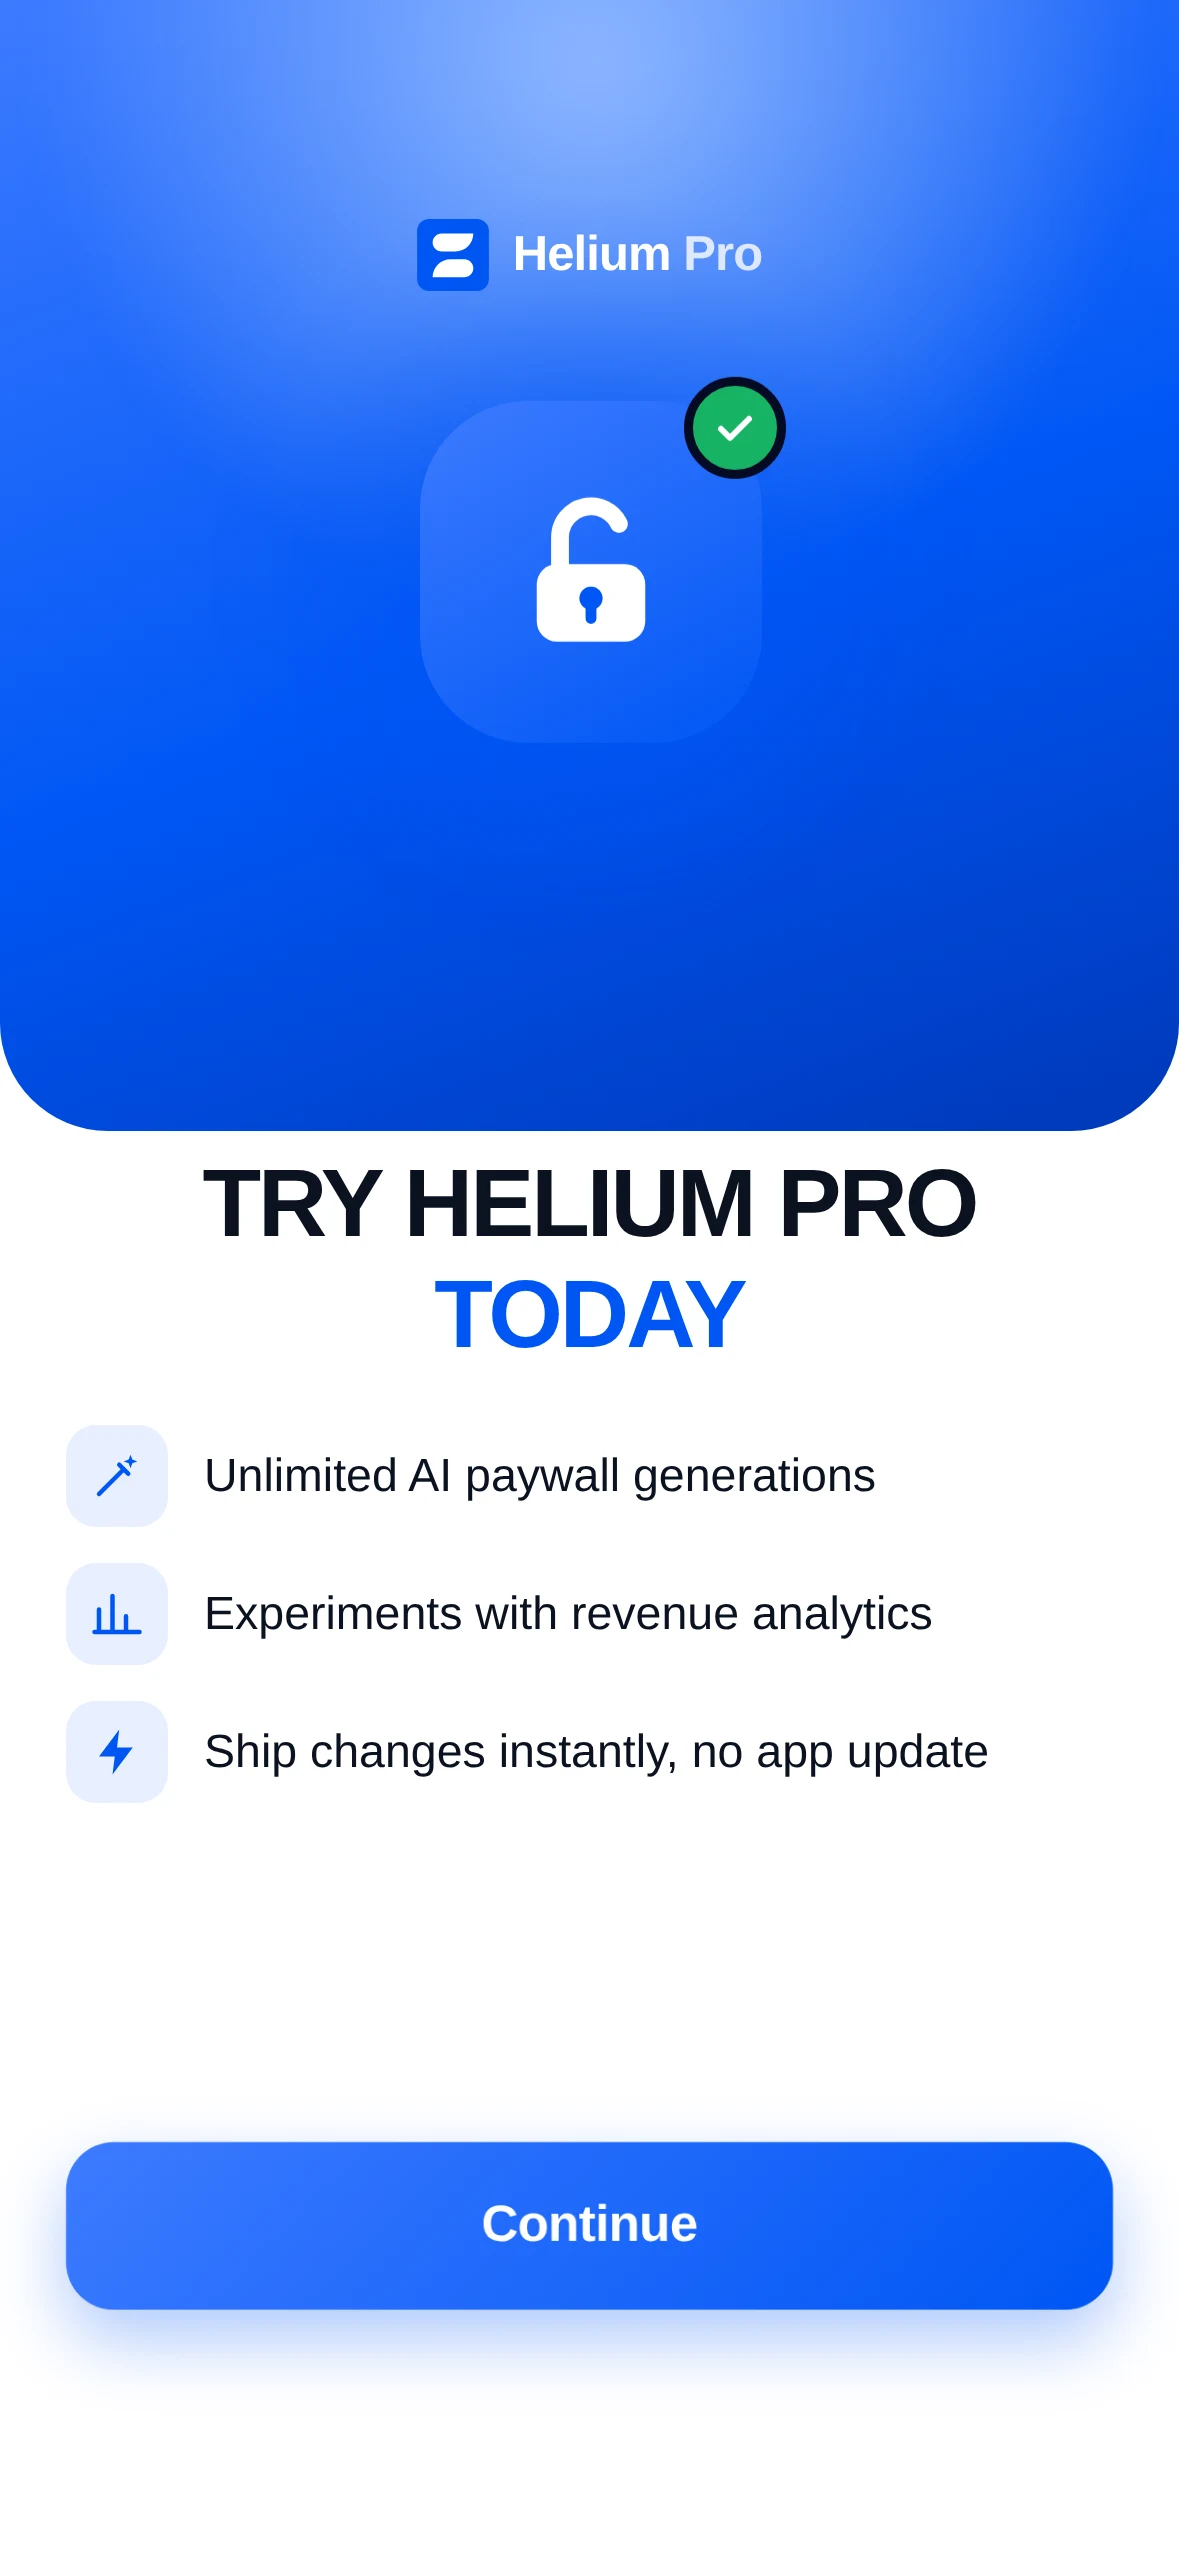 Helium Pro
TRY HELIUM PRO
TODAY
Unlimited AI paywall generations
Experiments with revenue analytics
Ship changes instantly, no app update
Continue